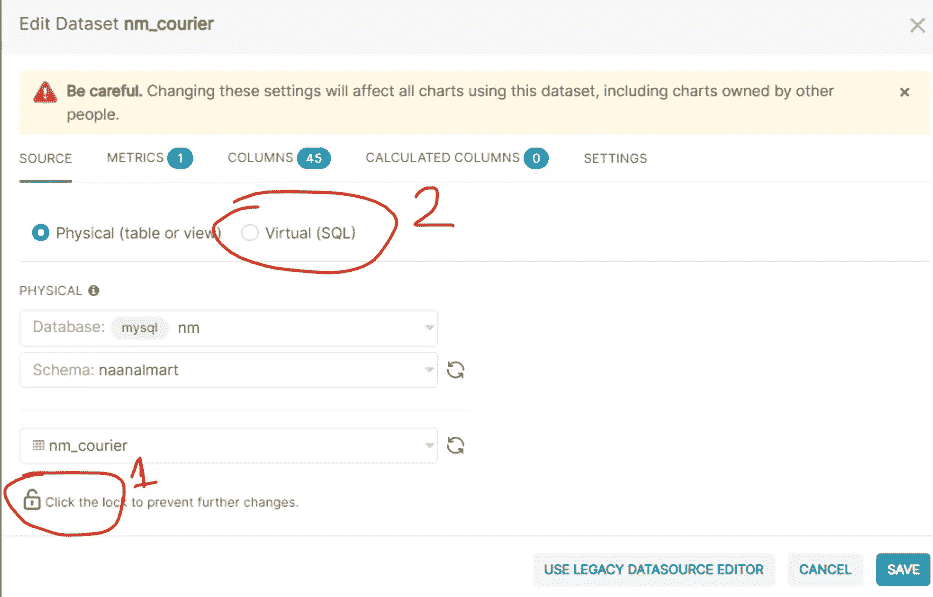 Edit Dataset nm_courier
Be careful. Changing these settings will affect all charts using this dataset, including charts owned by other
people.
SOURCE METRICS 1 COLUMNS 45 CALCULATED COLUMNS 0 SETTINGS
2
Physical (table or view) Virtual (SQL)
PHYSICAL
Database: mysql nm
Schema: naanalmart
nm_courier
1
Click the lock to prevent further changes.
USE LEGACY DATASOURCE EDITOR CANCEL SAVE